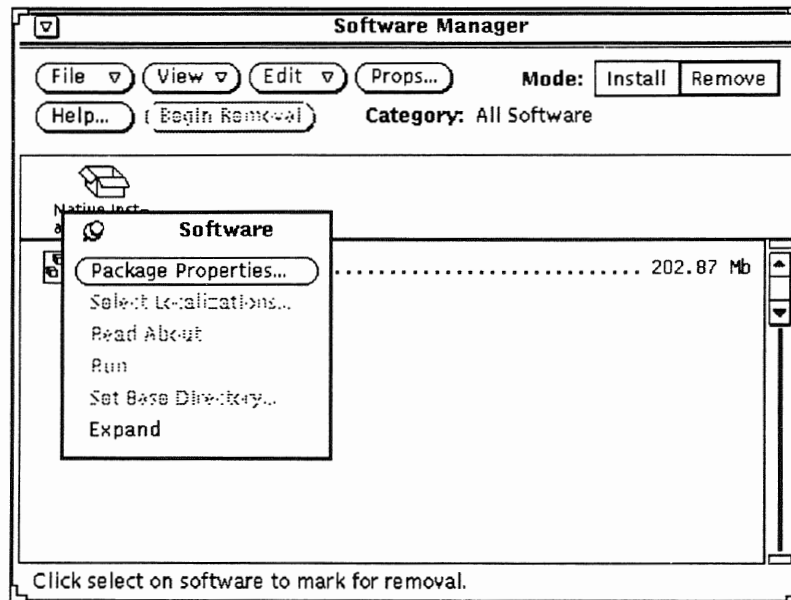 Software Manager
File View Edit Props... Mode: Install Remove
Help... Begin Removal Category: All Software
Native Inst-
a
Software
Package Properties...
Select Localizations...
Read About
Run
Set Base Directory...
Expand
............................ 202.87 Mb
Click select on software to mark for removal.